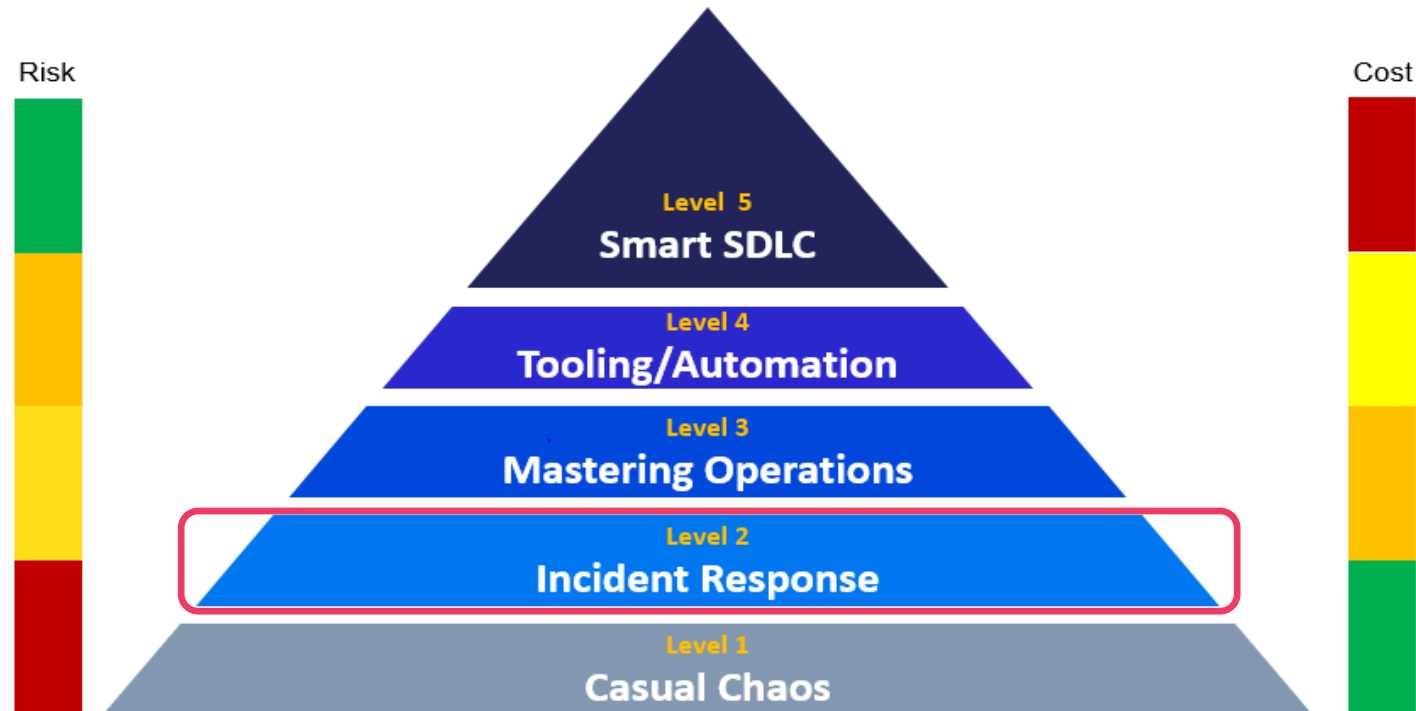 Risk
Cost
Level 5
Smart SDLC
Level 4
Tooling/Automation
Level 3
Mastering Operations
Level 2
Incident Response
Level 1
Casual Chaos